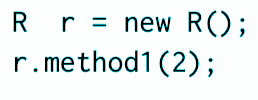 R  r = new R();
r.method1(2);